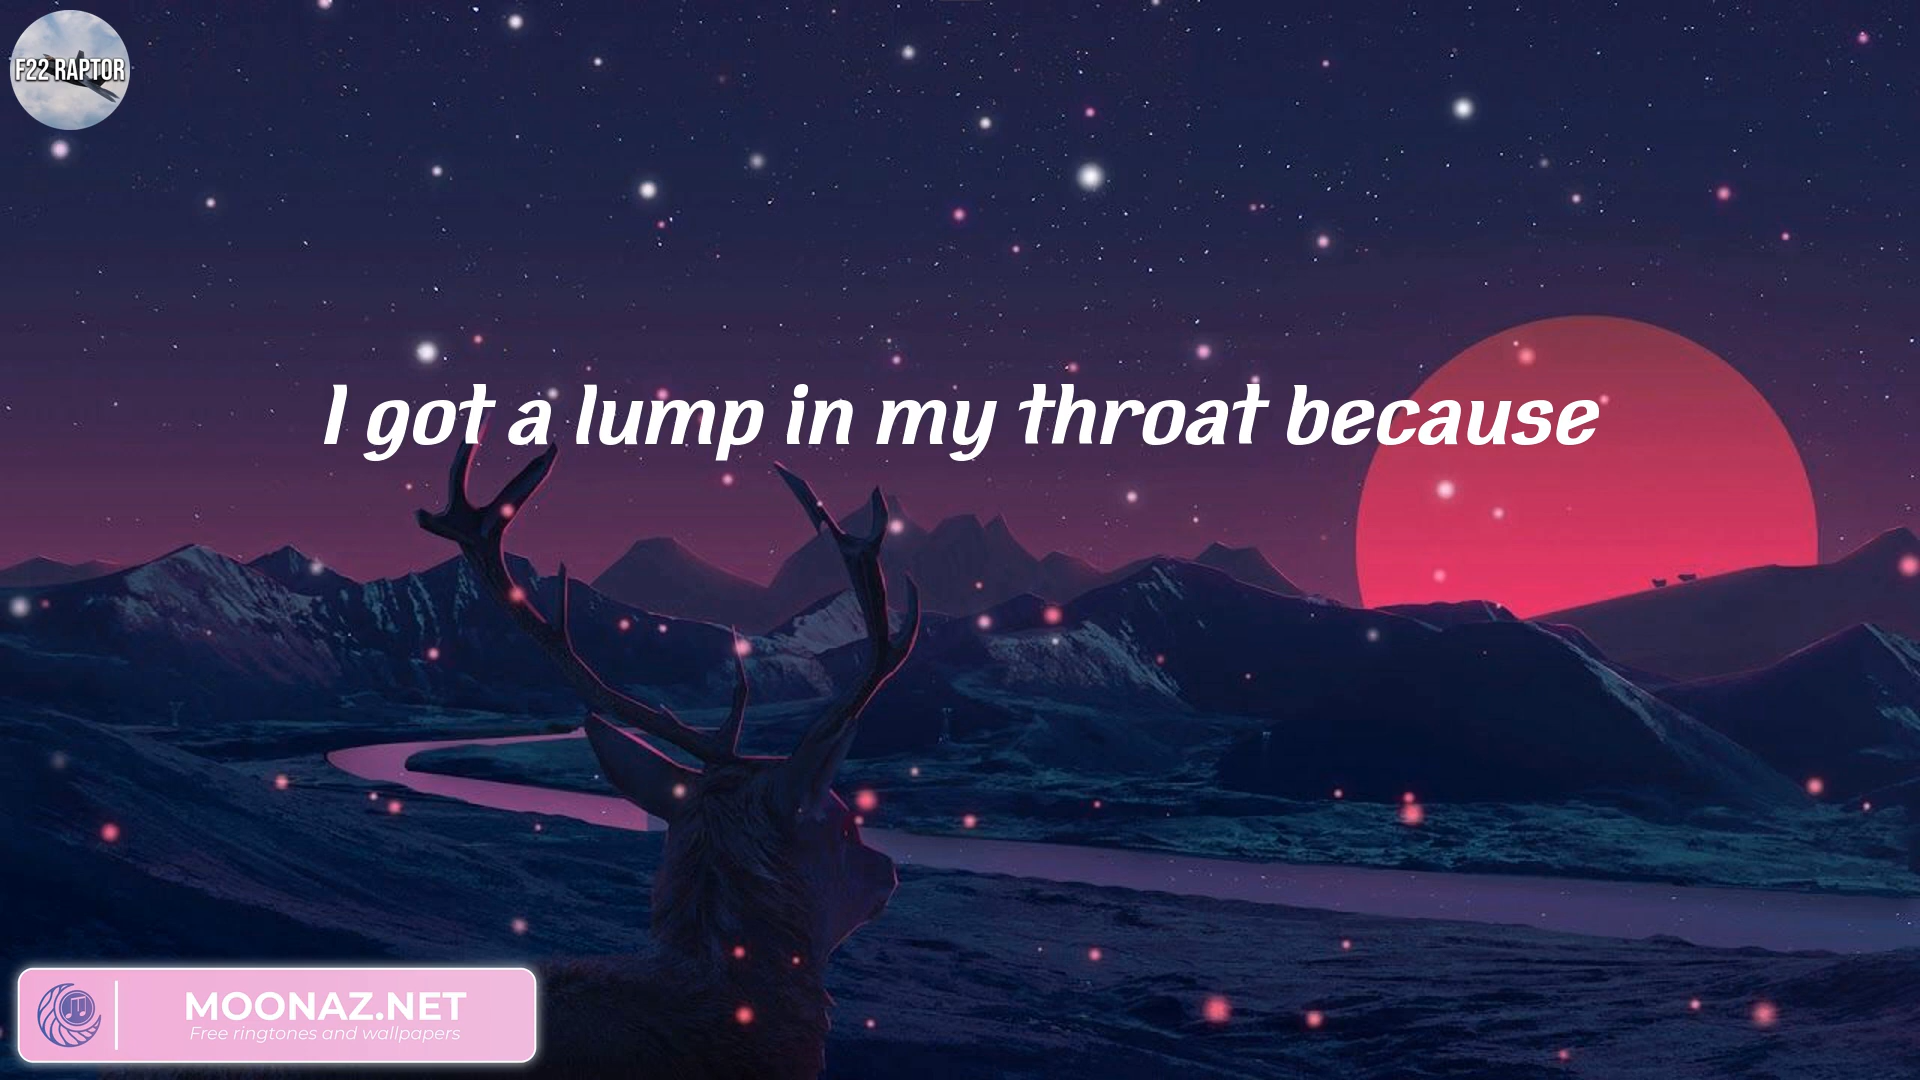 F22 RAPTOR
I got a lump in my throat because
MOONAZ.NET
Free ringtones and wallpapers